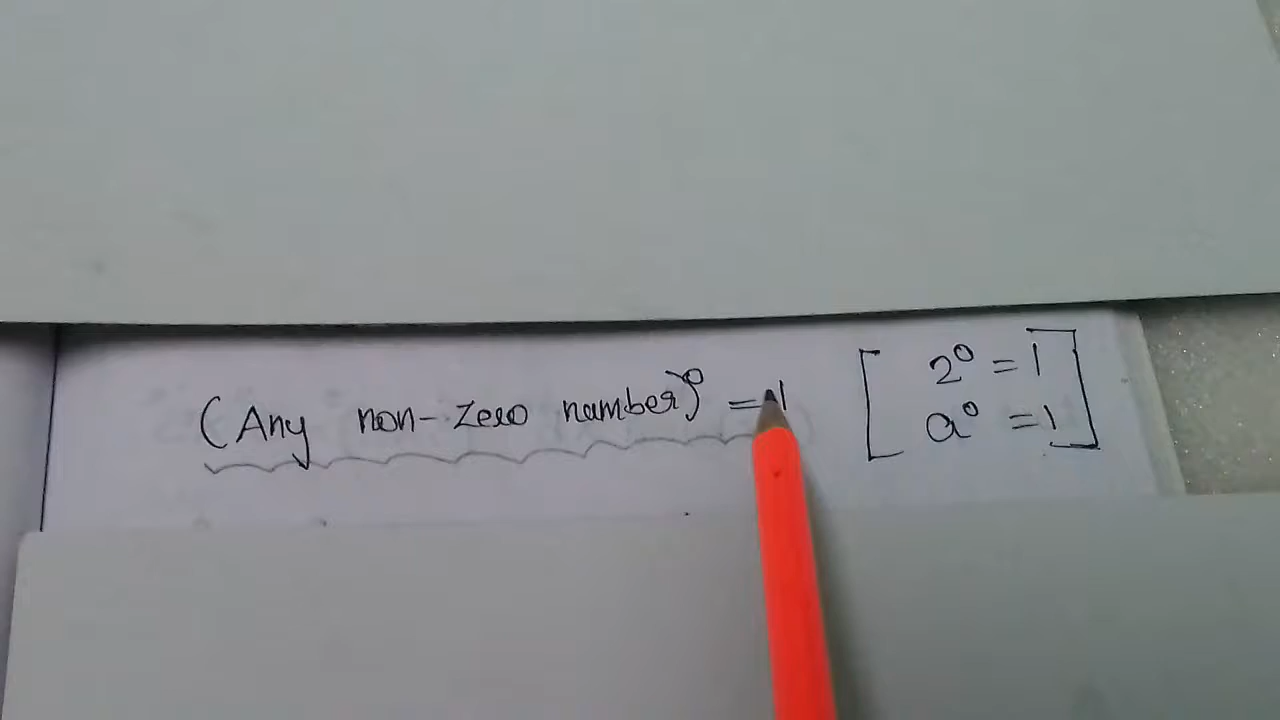 (Any non-zero number)⁰ = 1
[ 2⁰ = 1
a⁰ = 1 ]